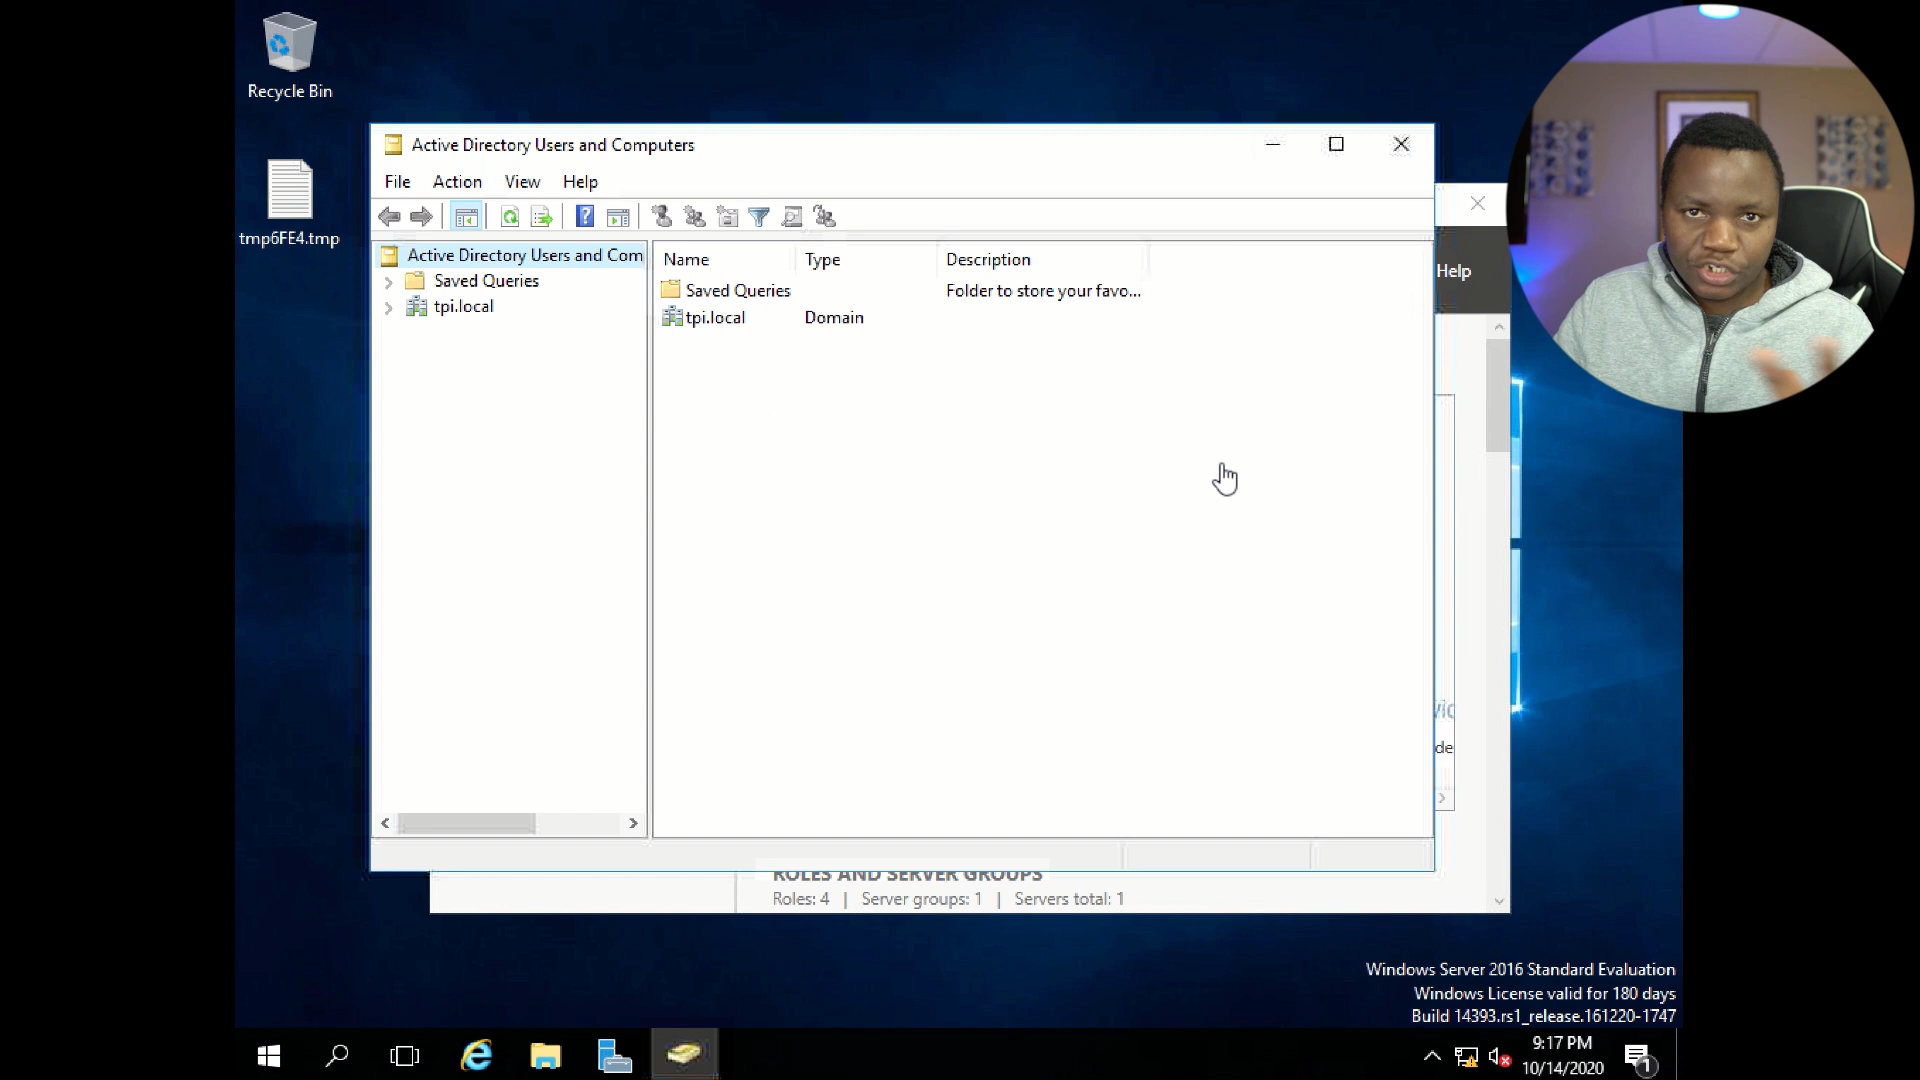 Recycle Bin
tmp6FE4.tmp
Active Directory Users and Computers
File Action View Help
Active Directory Users and Com
Saved Queries
tpi.local
Name Type Description
Saved Queries Folder to store your favo...
tpi.local Domain
Help
de
ROLES AND SERVER GROUPS
Roles: 4 | Server groups: 1 | Servers total: 1
Windows Server 2016 Standard Evaluation
Windows License valid for 180 days
Build 14393.rs1_release.161220-1747
9:17 PM
10/14/2020
1